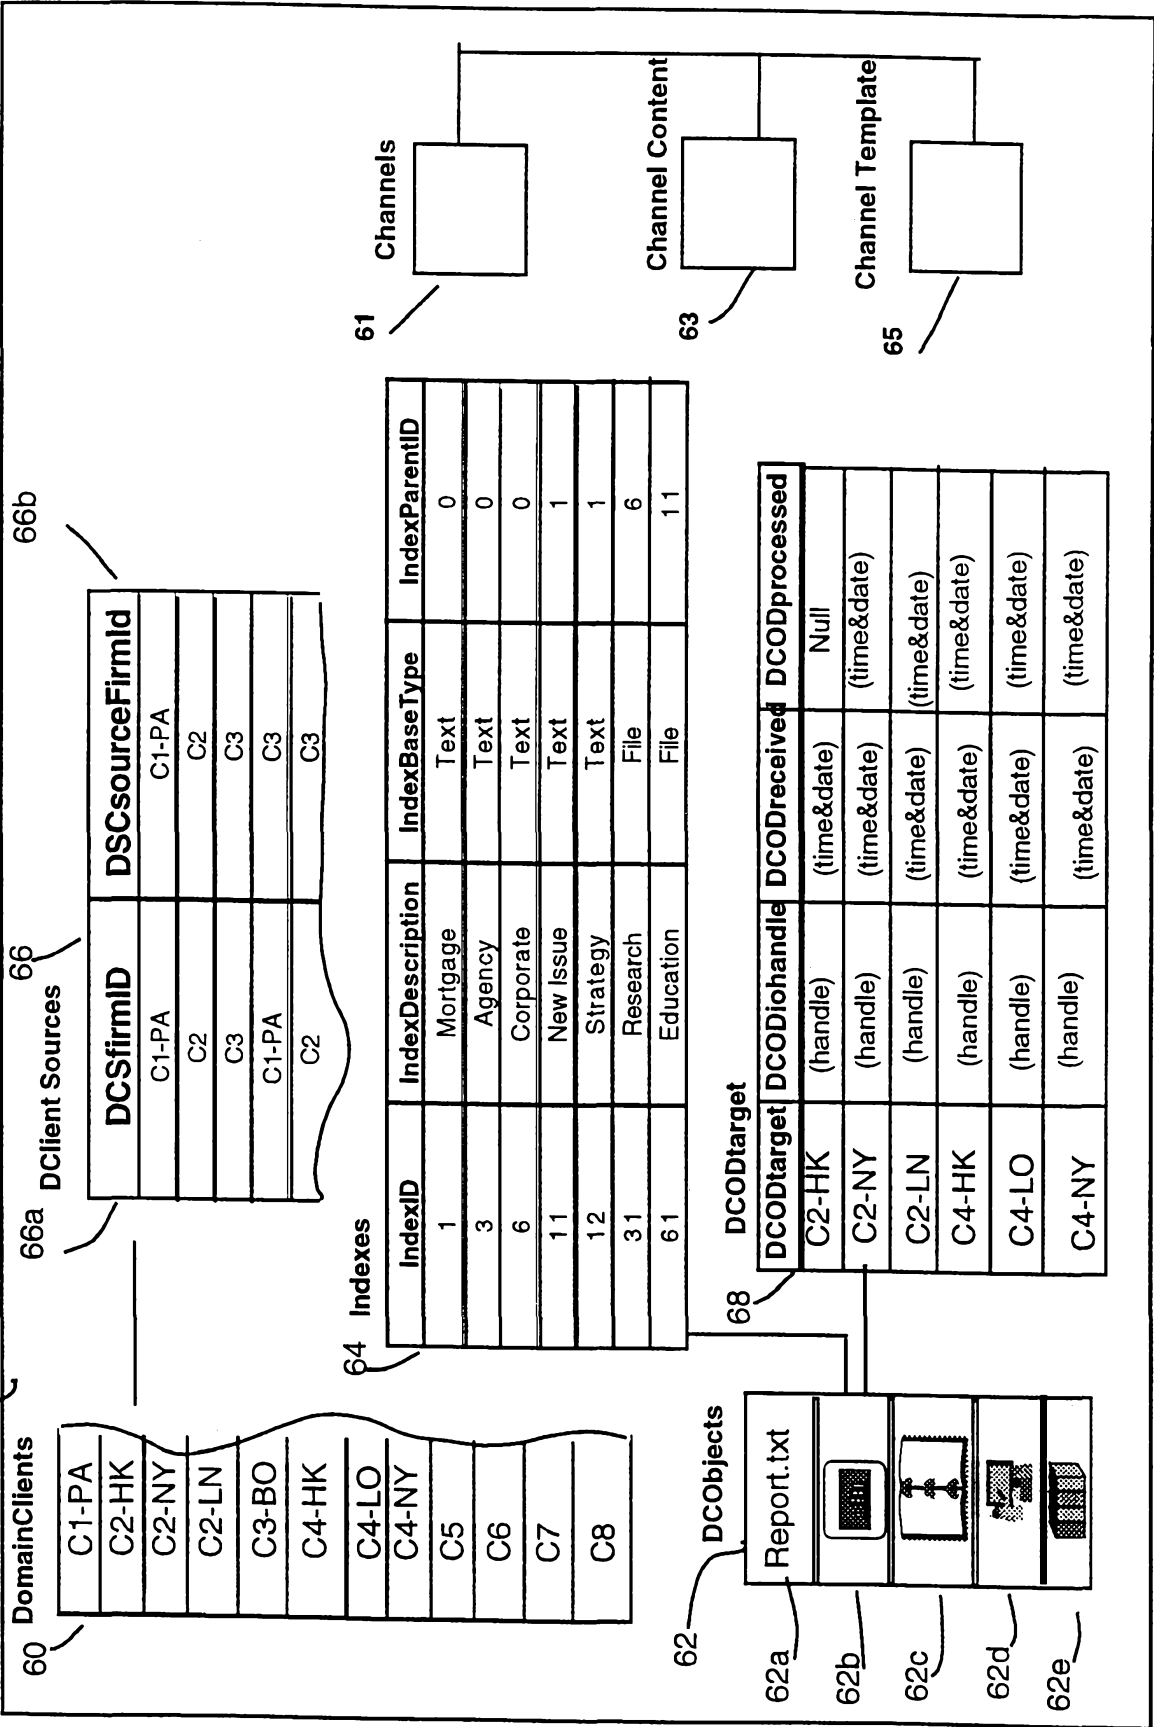 60
DomainClients
C1-PA
C2-HK
C2-NY
C2-LN
C3-BO
C4-HK
C4-LO
C4-NY
C5
C6
C7
C8
66a
DClient Sources
66
66b
DCSfirmID DSCsourceFirmId
C1-PA C1-PA
C2 C2
C3 C3
C1-PA C3
C2 C3
64
Indexes
IndexID IndexDescription IndexBaseType IndexParentID
1 Mortgage Text 0
3 Agency Text 0
6 Corporate Text 0
11 New Issue Text 1
12 Strategy Text 1
31 Research File 6
61 Education File 11
61
Channels
63
Channel Content
65
Channel Template
62
DCObjects
62a
Report.txt
62b
62c
62d
62e
68
DCODtarget
DCODtarget DCODiohandle DCODreceived DCODprocessed
C2-HK (handle) (time&date) Null
C2-NY (handle) (time&date) (time&date)
C2-LN (handle) (time&date) (time&date)
C4-HK (handle) (time&date) (time&date)
C4-LO (handle) (time&date) (time&date)
C4-NY (handle) (time&date) (time&date)